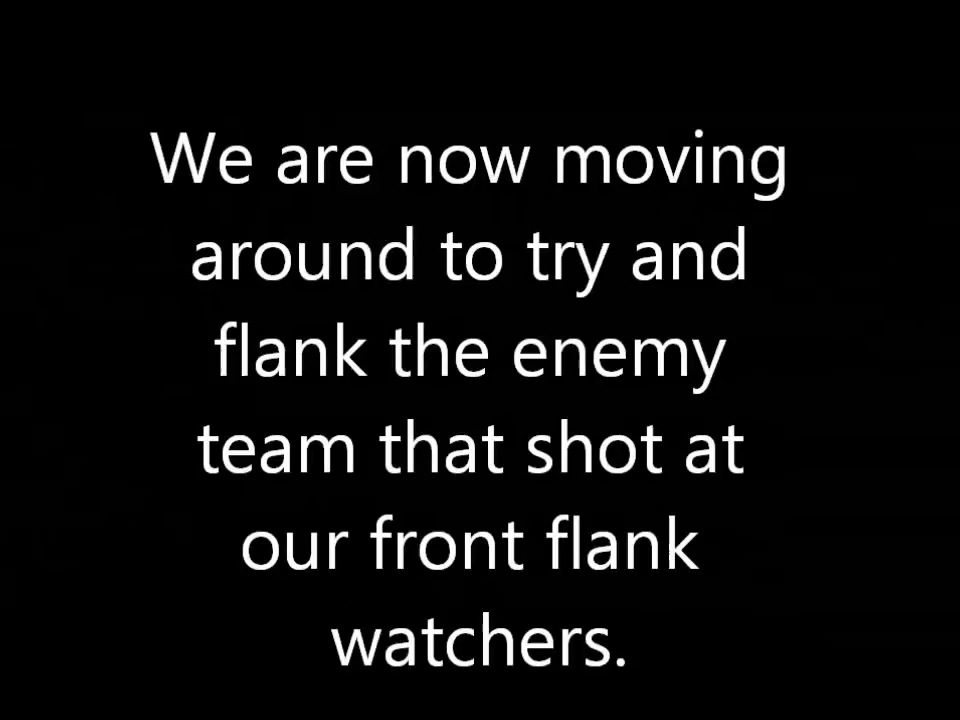 We are now moving
around to try and
flank the enemy
team that shot at
our front flank
watchers.